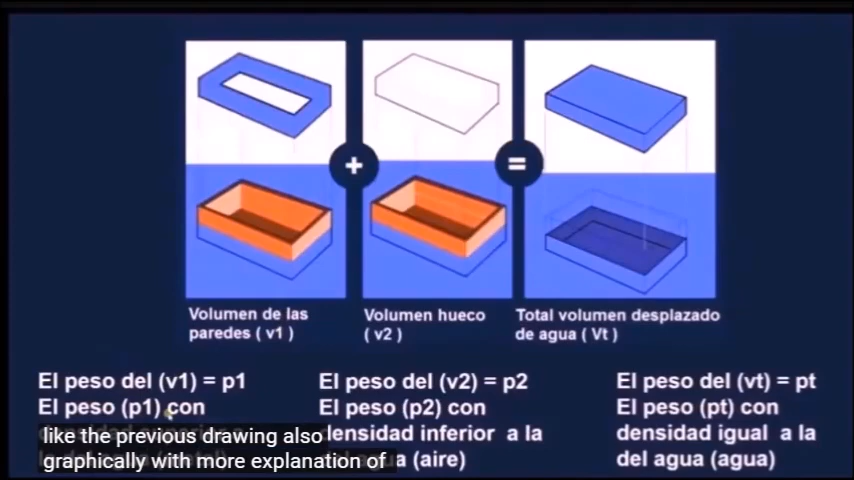 +
=
Volumen de las
paredes ( v1 )
Volumen hueco
( v2 )
Total volumen desplazado
de agua ( Vt )
El peso del (v1) = p1
El peso (p1) con
El peso del (v2) = p2
El peso (p2) con
densidad inferior a la
a (aire)
El peso del (vt) = pt
El peso (pt) con
densidad igual a la
del agua (agua)
like the previous drawing also
graphically with more explanation of